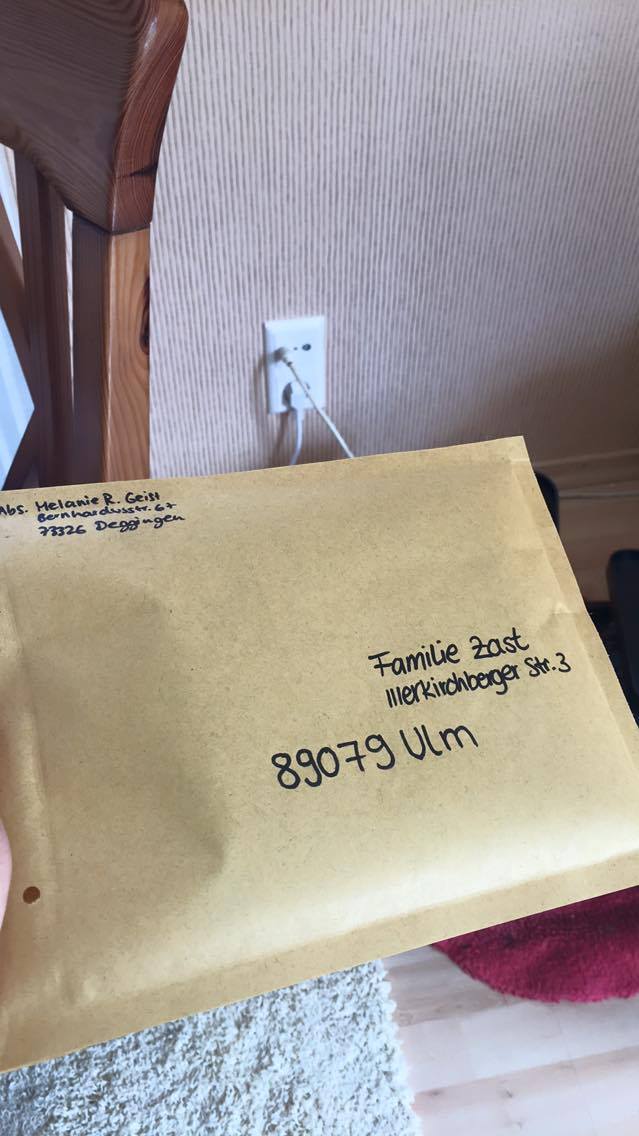 Abs. Melanie R. Geist
Bernhardusstr. 67
73326 Deggingen
Familie Zast
Illerkirchberger Str. 3
89079 Ulm